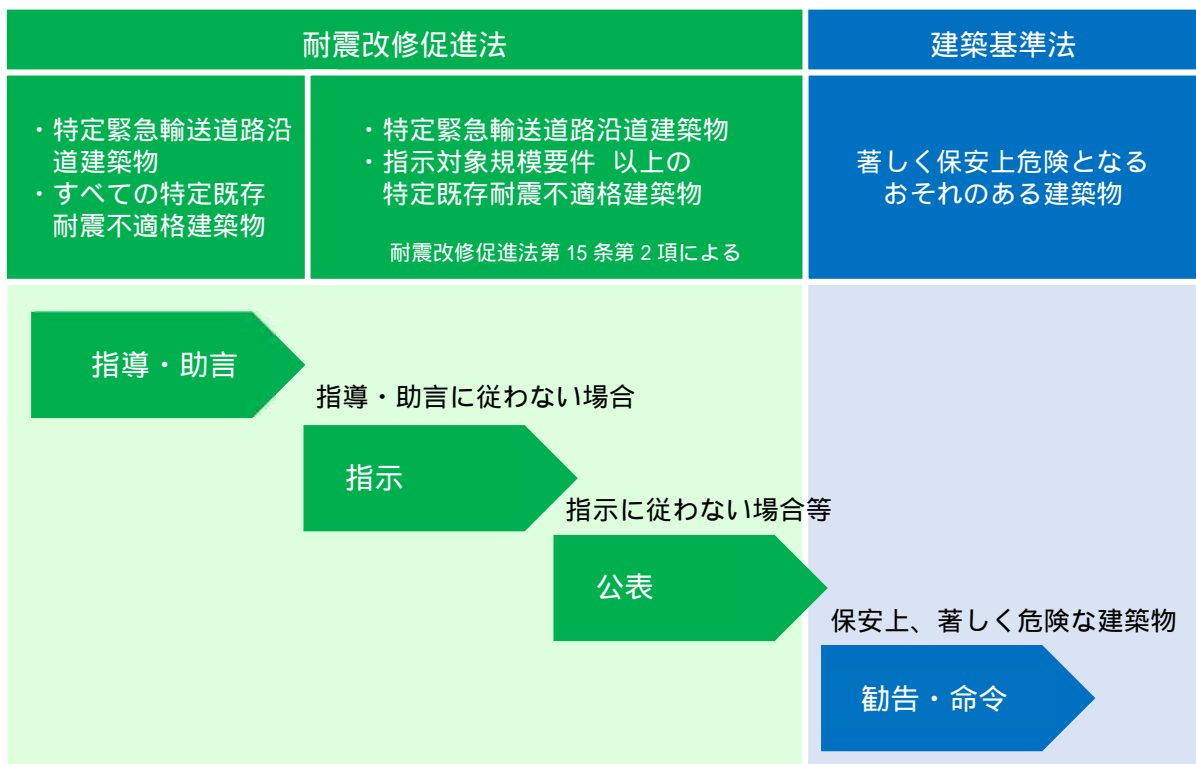 耐震改修促進法
建築基準法
・特定緊急輸送道路沿
道建築物
・すべての特定既存
耐震不適格建築物
・特定緊急輸送道路沿道建築物
・指示対象規模要件 以上の
特定既存耐震不適格建築物
耐震改修促進法第 15 条第 2 項による
著しく保安上危険となる
おそれのある建築物
指導・助言
指導・助言に従わない場合
指示
指示に従わない場合等
公表
保安上、著しく危険な建築物
勧告・命令